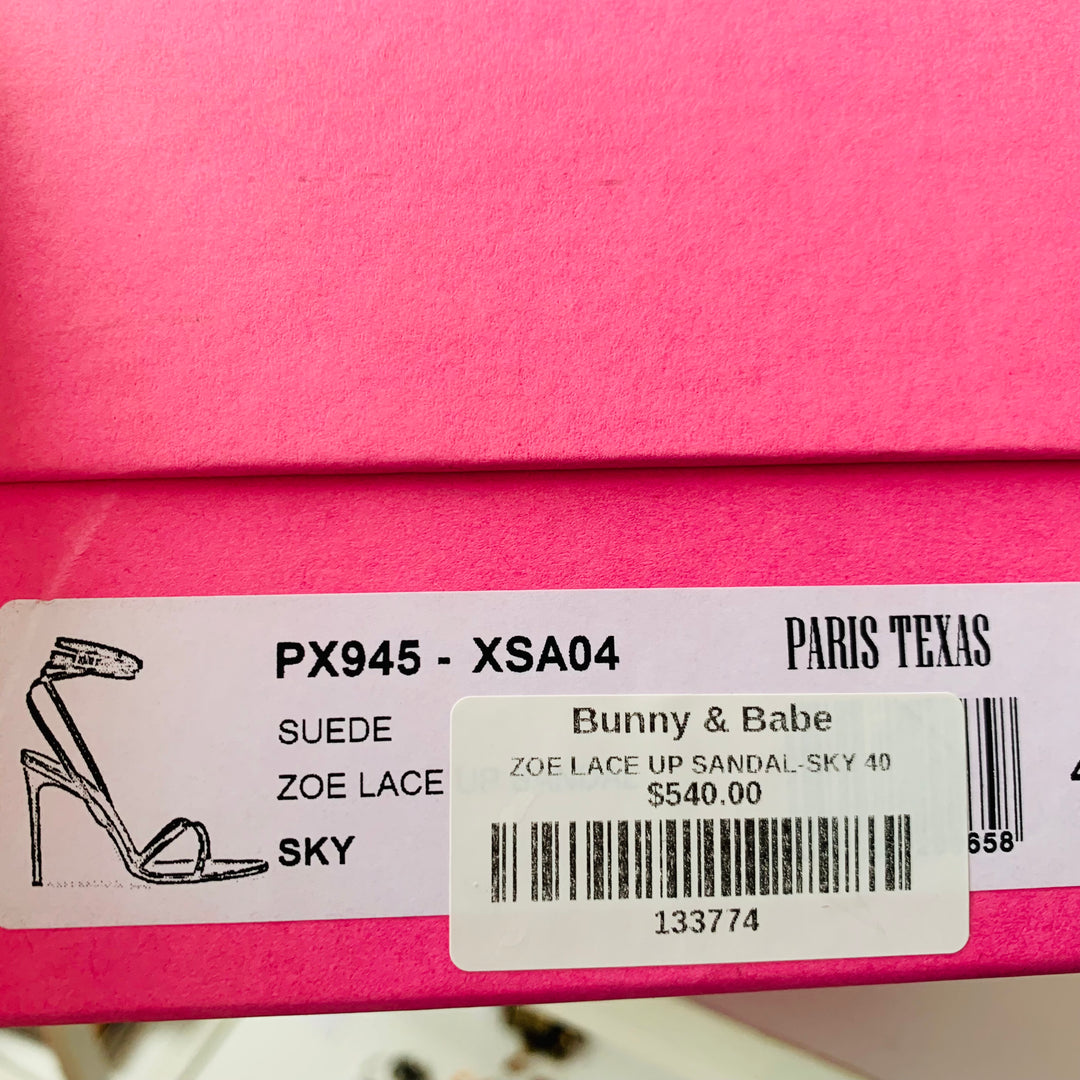 PX945 - XSA04
PARIS TEXAS
SUEDE
ZOE LACE
SKY
Bunny & Babe
ZOE LACE UP SANDAL-SKY 40
$540.00
133774
658